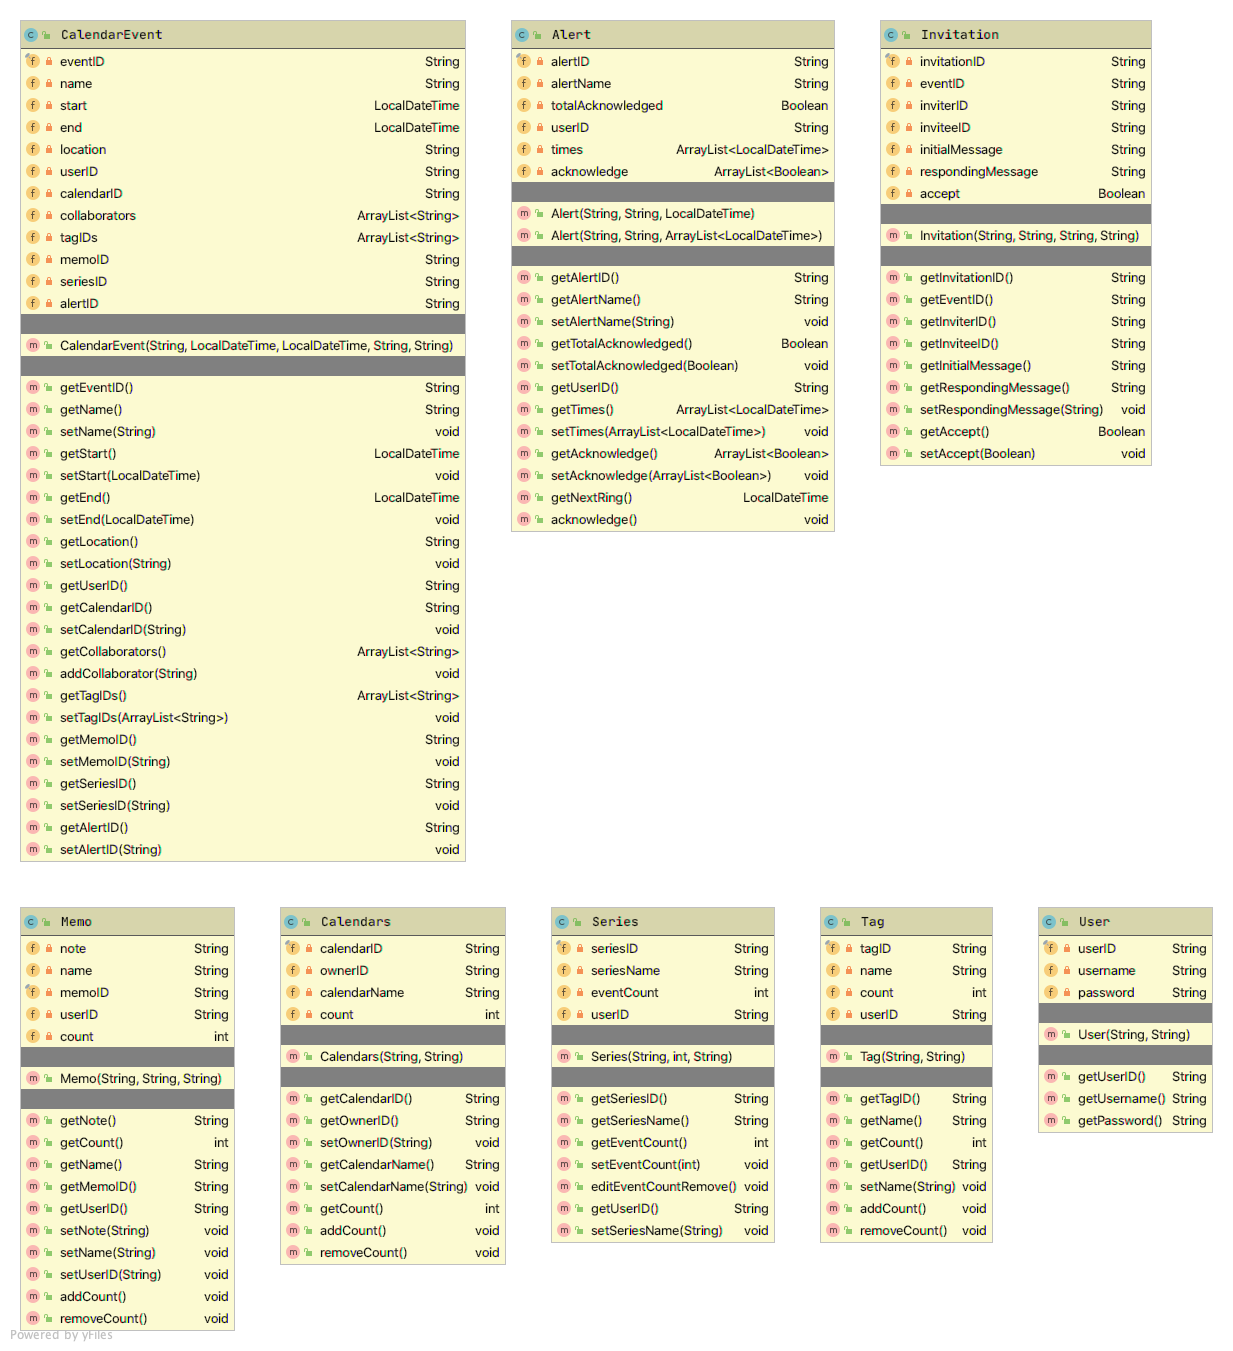 CalendarEvent
eventID String
name String
start LocalDateTime
end LocalDateTime
location String
userID String
calendarID String
collaborators ArrayList<String>
tagIDs ArrayList<String>
memoID String
seriesID String
alertID String
CalendarEvent(String, LocalDateTime, LocalDateTime, String, String)
getEventID() String
getName() String
setName(String) void
getStart() LocalDateTime
setStart(LocalDateTime) void
getEnd() LocalDateTime
setEnd(LocalDateTime) void
getLocation() String
setLocation(String) void
getUserID() String
getCalendarID() String
setCalendarID(String) void
getCollaborators() ArrayList<String>
addCollaborator(String) void
getTagIDs() ArrayList<String>
setTagIDs(ArrayList<String>) void
getMemoID() String
setMemoID(String) void
getSeriesID() String
setSeriesID(String) void
getAlertID() String
setAlertID(String) void
Alert
alertID String
alertName String
totalAcknowledged Boolean
userID String
times ArrayList<LocalDateTime>
acknowledge ArrayList<Boolean>
Alert(String, String, LocalDateTime)
Alert(String, String, ArrayList<LocalDateTime>)
getAlertID() String
getAlertName() String
setAlertName(String) void
getTotalAcknowledged() Boolean
setTotalAcknowledged(Boolean) void
getUserID() String
getTimes() ArrayList<LocalDateTime>
setTimes(ArrayList<LocalDateTime>) void
getAcknowledge() ArrayList<Boolean>
setAcknowledge(ArrayList<Boolean>) void
getNextRing() LocalDateTime
acknowledge() void
Invitation
invitationID String
eventID String
inviterID String
inviteeID String
initialMessage String
respondingMessage String
accept Boolean
Invitation(String, String, String, String)
getInvitationID() String
getEventID() String
getInviterID() String
getInviteeID() String
getInitialMessage() String
getRespondingMessage() String
setRespondingMessage(String) void
getAccept() Boolean
setAccept(Boolean) void
Memo
note String
name String
memoID String
userID String
count int
Memo(String, String, String)
getNote() String
getCount() int
getName() String
getMemoID() String
getUserID() String
setNote(String) void
setName(String) void
setUserID(String) void
addCount() void
removeCount() void
Calendars
calendarID String
ownerID String
calendarName String
count int
Calendars(String, String)
getCalendarID() String
getOwnerID() String
setOwnerID(String) void
getCalendarName() String
setCalendarName(String) void
getCount() int
addCount() void
removeCount() void
Series
seriesID String
seriesName String
eventCount int
userID String
Series(String, int, String)
getSeriesID() String
getSeriesName() String
getEventCount() int
setEventCount(int) void
editEventCountRemove() void
getUserID() String
setSeriesName(String) void
Tag
tagID String
name String
count int
userID String
Tag(String, String)
getTagID() String
getName() String
getCount() int
getUserID() String
setName(String) void
addCount() void
removeCount() void
User
userID String
username String
password String
User(String, String)
getUserID() String
getUsername() String
getPassword() String
Powered by yFiles